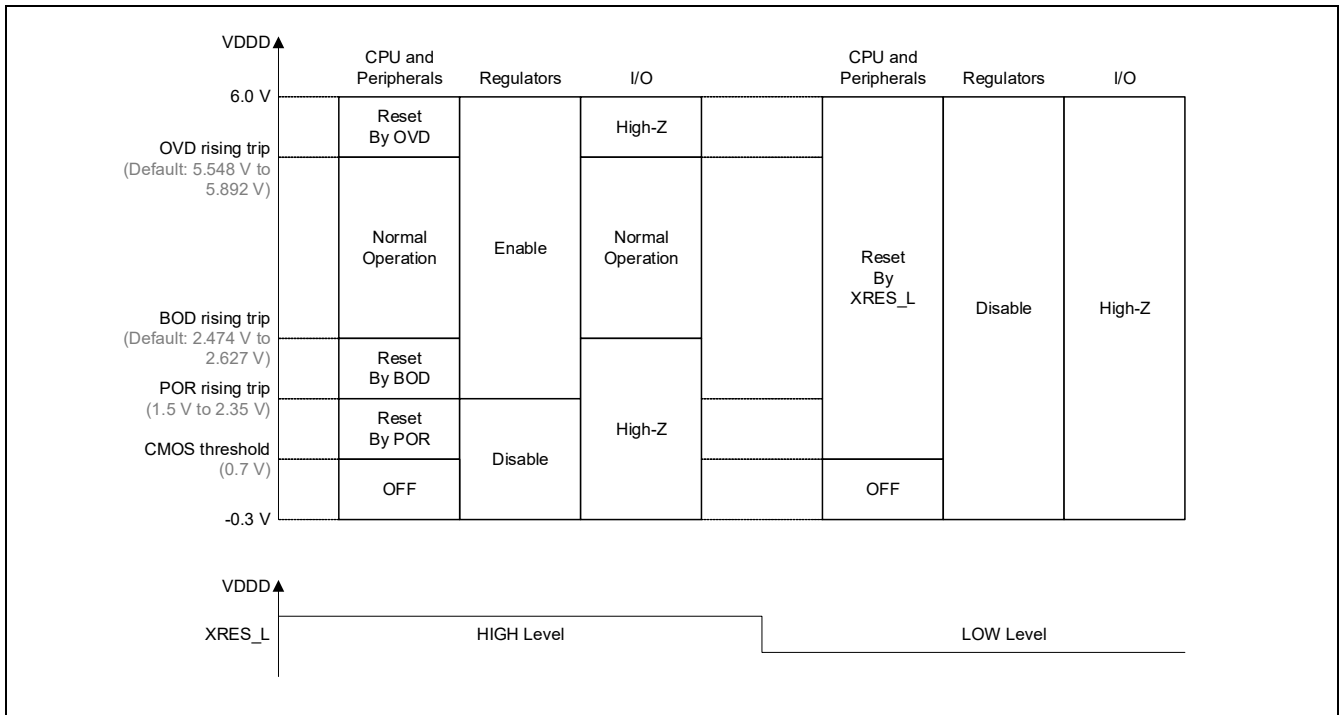 VDDD
CPU and
Peripherals
Regulators
I/O
CPU and
Peripherals
Regulators
I/O
6.0 V
Reset
By OVD
High-Z
OVD rising trip
(Default: 5.548 V to
5.892 V)
Normal
Operation
Enable
Normal
Operation
Reset
By
XRES_L
Disable
High-Z
BOD rising trip
(Default: 2.474 V to
2.627 V)
Reset
By BOD
POR rising trip
(1.5 V to 2.35 V)
Reset
By POR
High-Z
CMOS threshold
(0.7 V)
Disable
OFF
OFF
-0.3 V
VDDD
XRES_L
HIGH Level
LOW Level